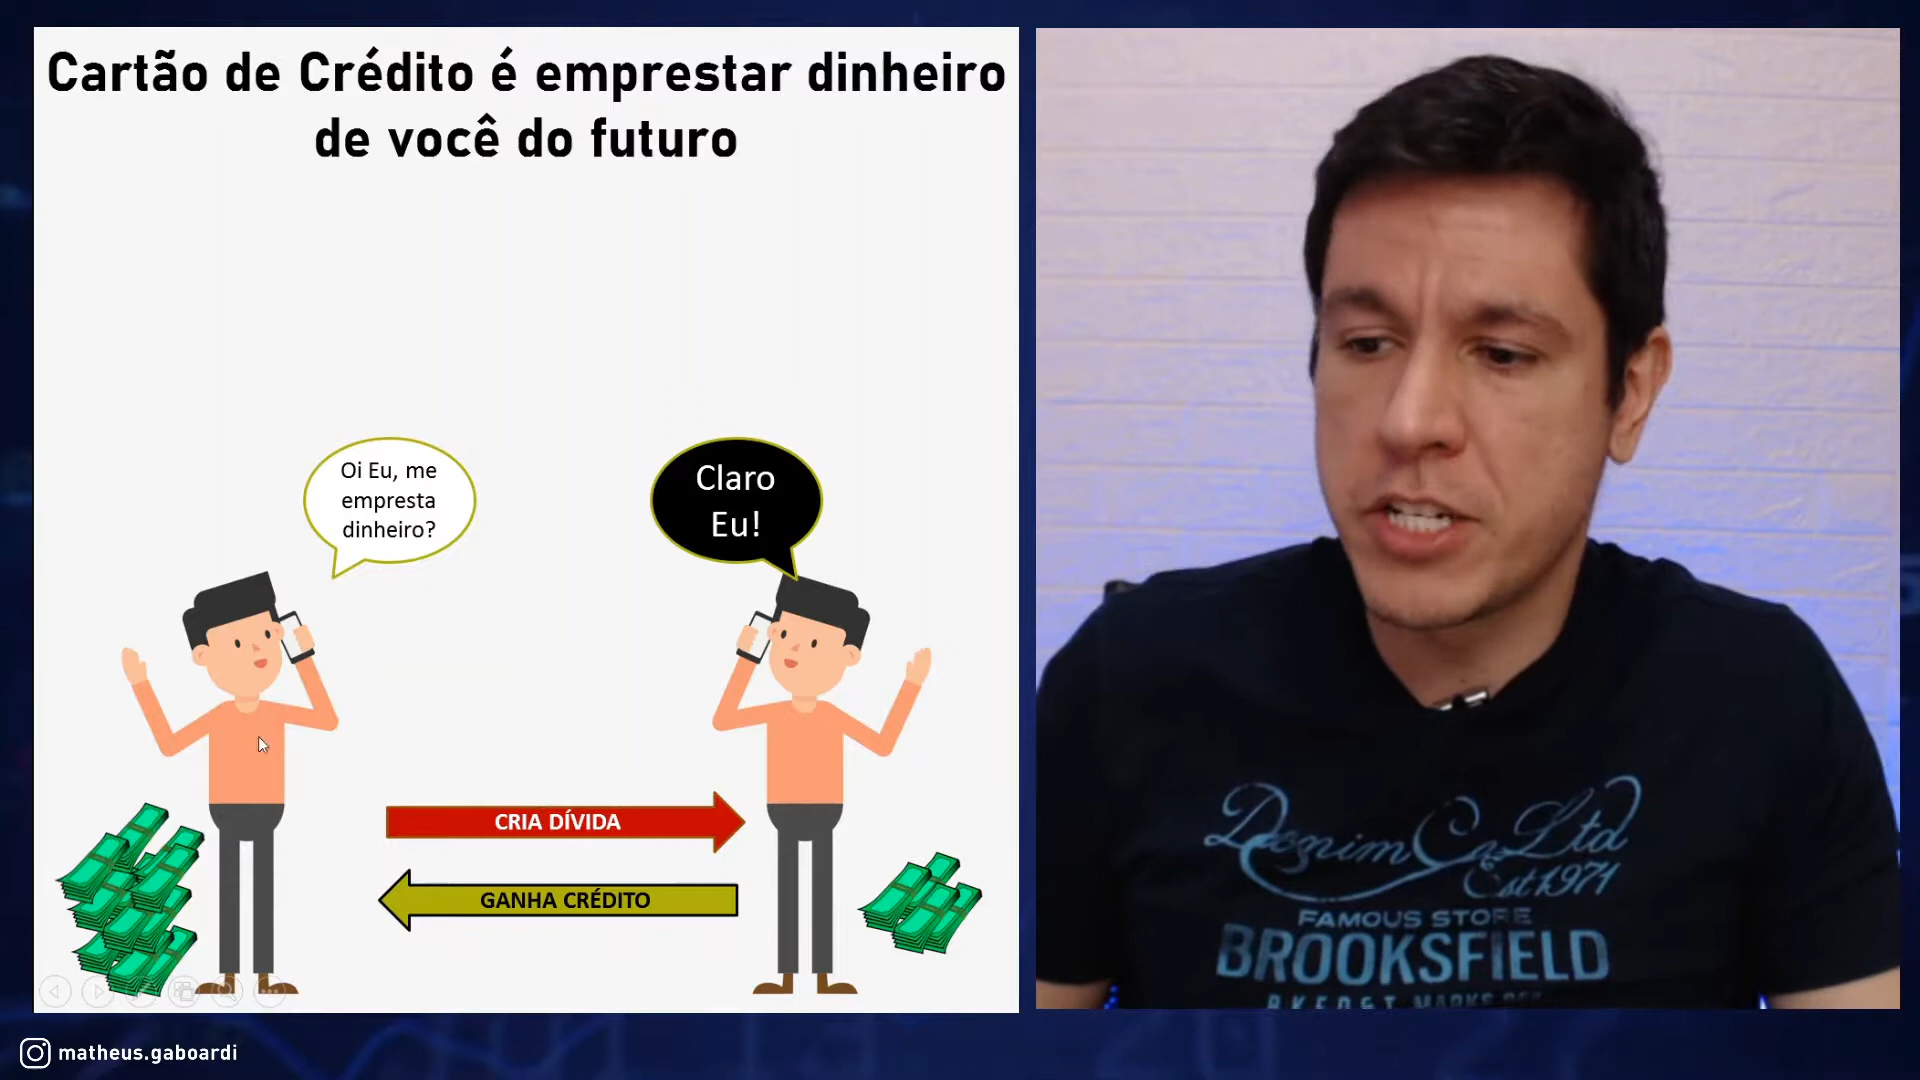 Cartão de Crédito é emprestar dinheiro
de você do futuro
Oi Eu, me
empresta
dinheiro?
Claro
Eu!
CRIA DÍVIDA
GANHA CRÉDITO
Denim Co Ltd
Est 1971
FAMOUS STORE
BROOKSFIELD
matheus.gaboardi